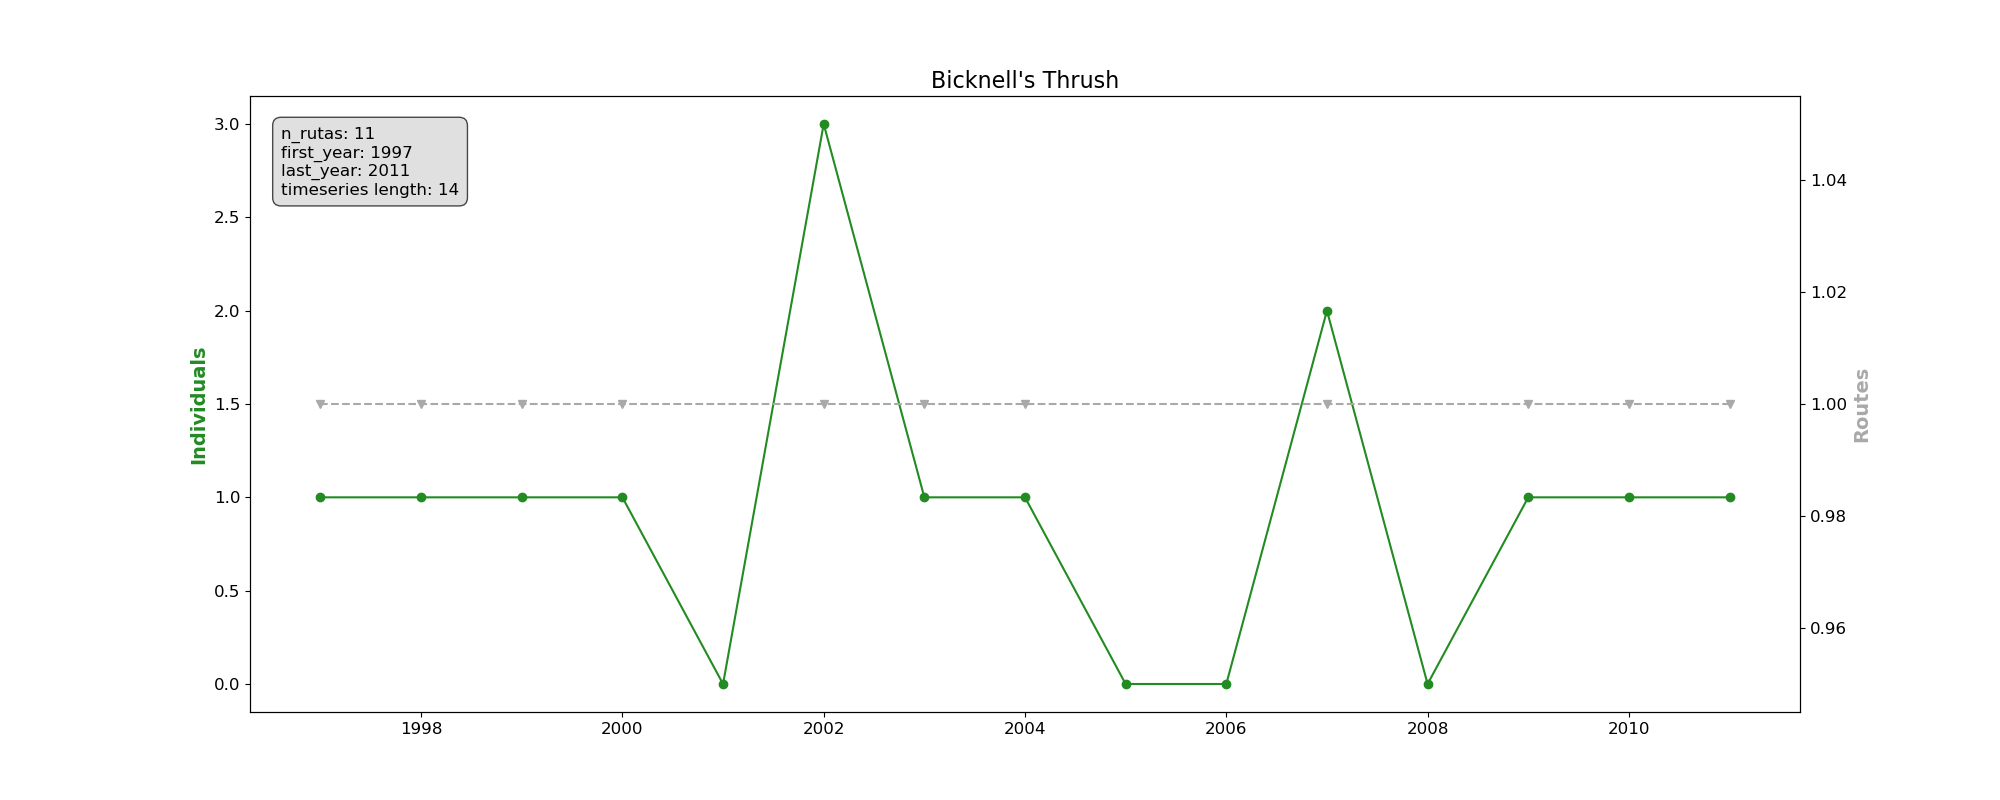 Bicknell's Thrush
n_rutas: 11
first_year: 1997
last_year: 2011
timeseries length: 14
3.0
2.5
2.0
1.5
1.0
0.5
0.0
Individuals
1.04
1.02
1.00
0.98
0.96
Routes
1998 2000 2002 2004 2006 2008 2010